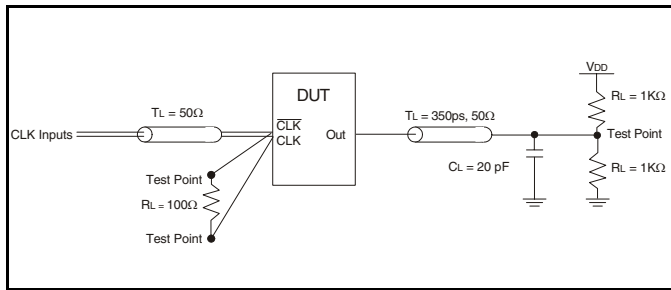 VDD
DUT
RL = 1KΩ
TL = 50Ω
TL = 350ps, 50Ω
CLK
CLK Inputs
CLK
Out
Test Point
CL = 20 pF
RL = 1KΩ
Test Point
RL = 100Ω
Test Point